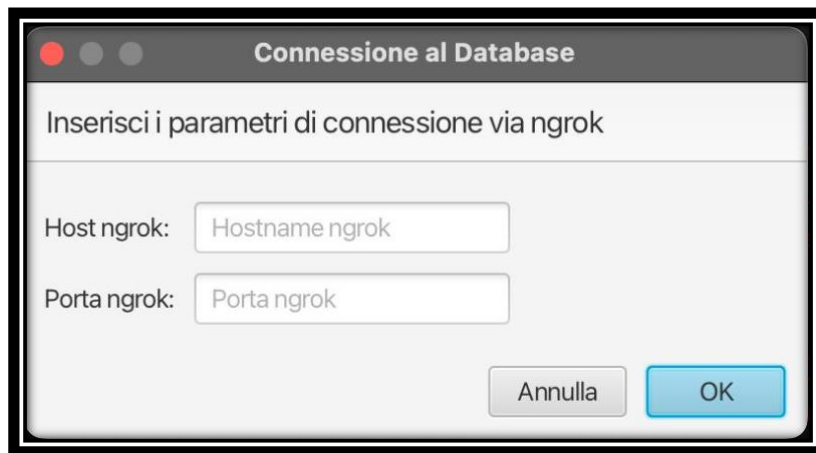 Connessione al Database
Inserisci i parametri di connessione via ngrok
Host ngrok: Hostname ngrok
Porta ngrok: Porta ngrok
Annulla OK